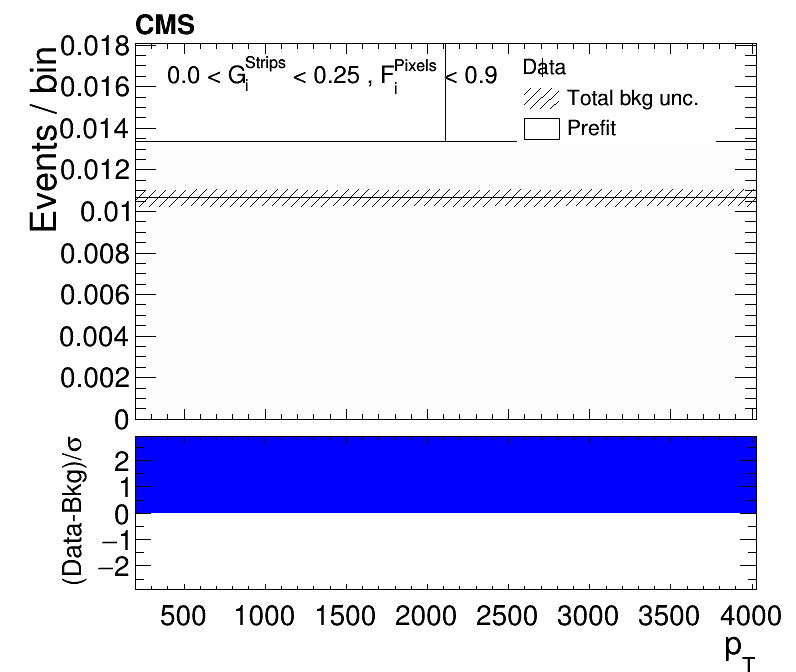 CMS
0.0 < G_i^Strips < 0.25 , F_i^Pixels < 0.9
Data
Total bkg unc.
Prefit
Events / bin
0.018
0.016
0.014
0.012
0.01
0.008
0.006
0.004
0.002
0
(Data-Bkg)/σ
2
1
0
−1
−2
500 1000 1500 2000 2500 3000 3500 4000
p_T